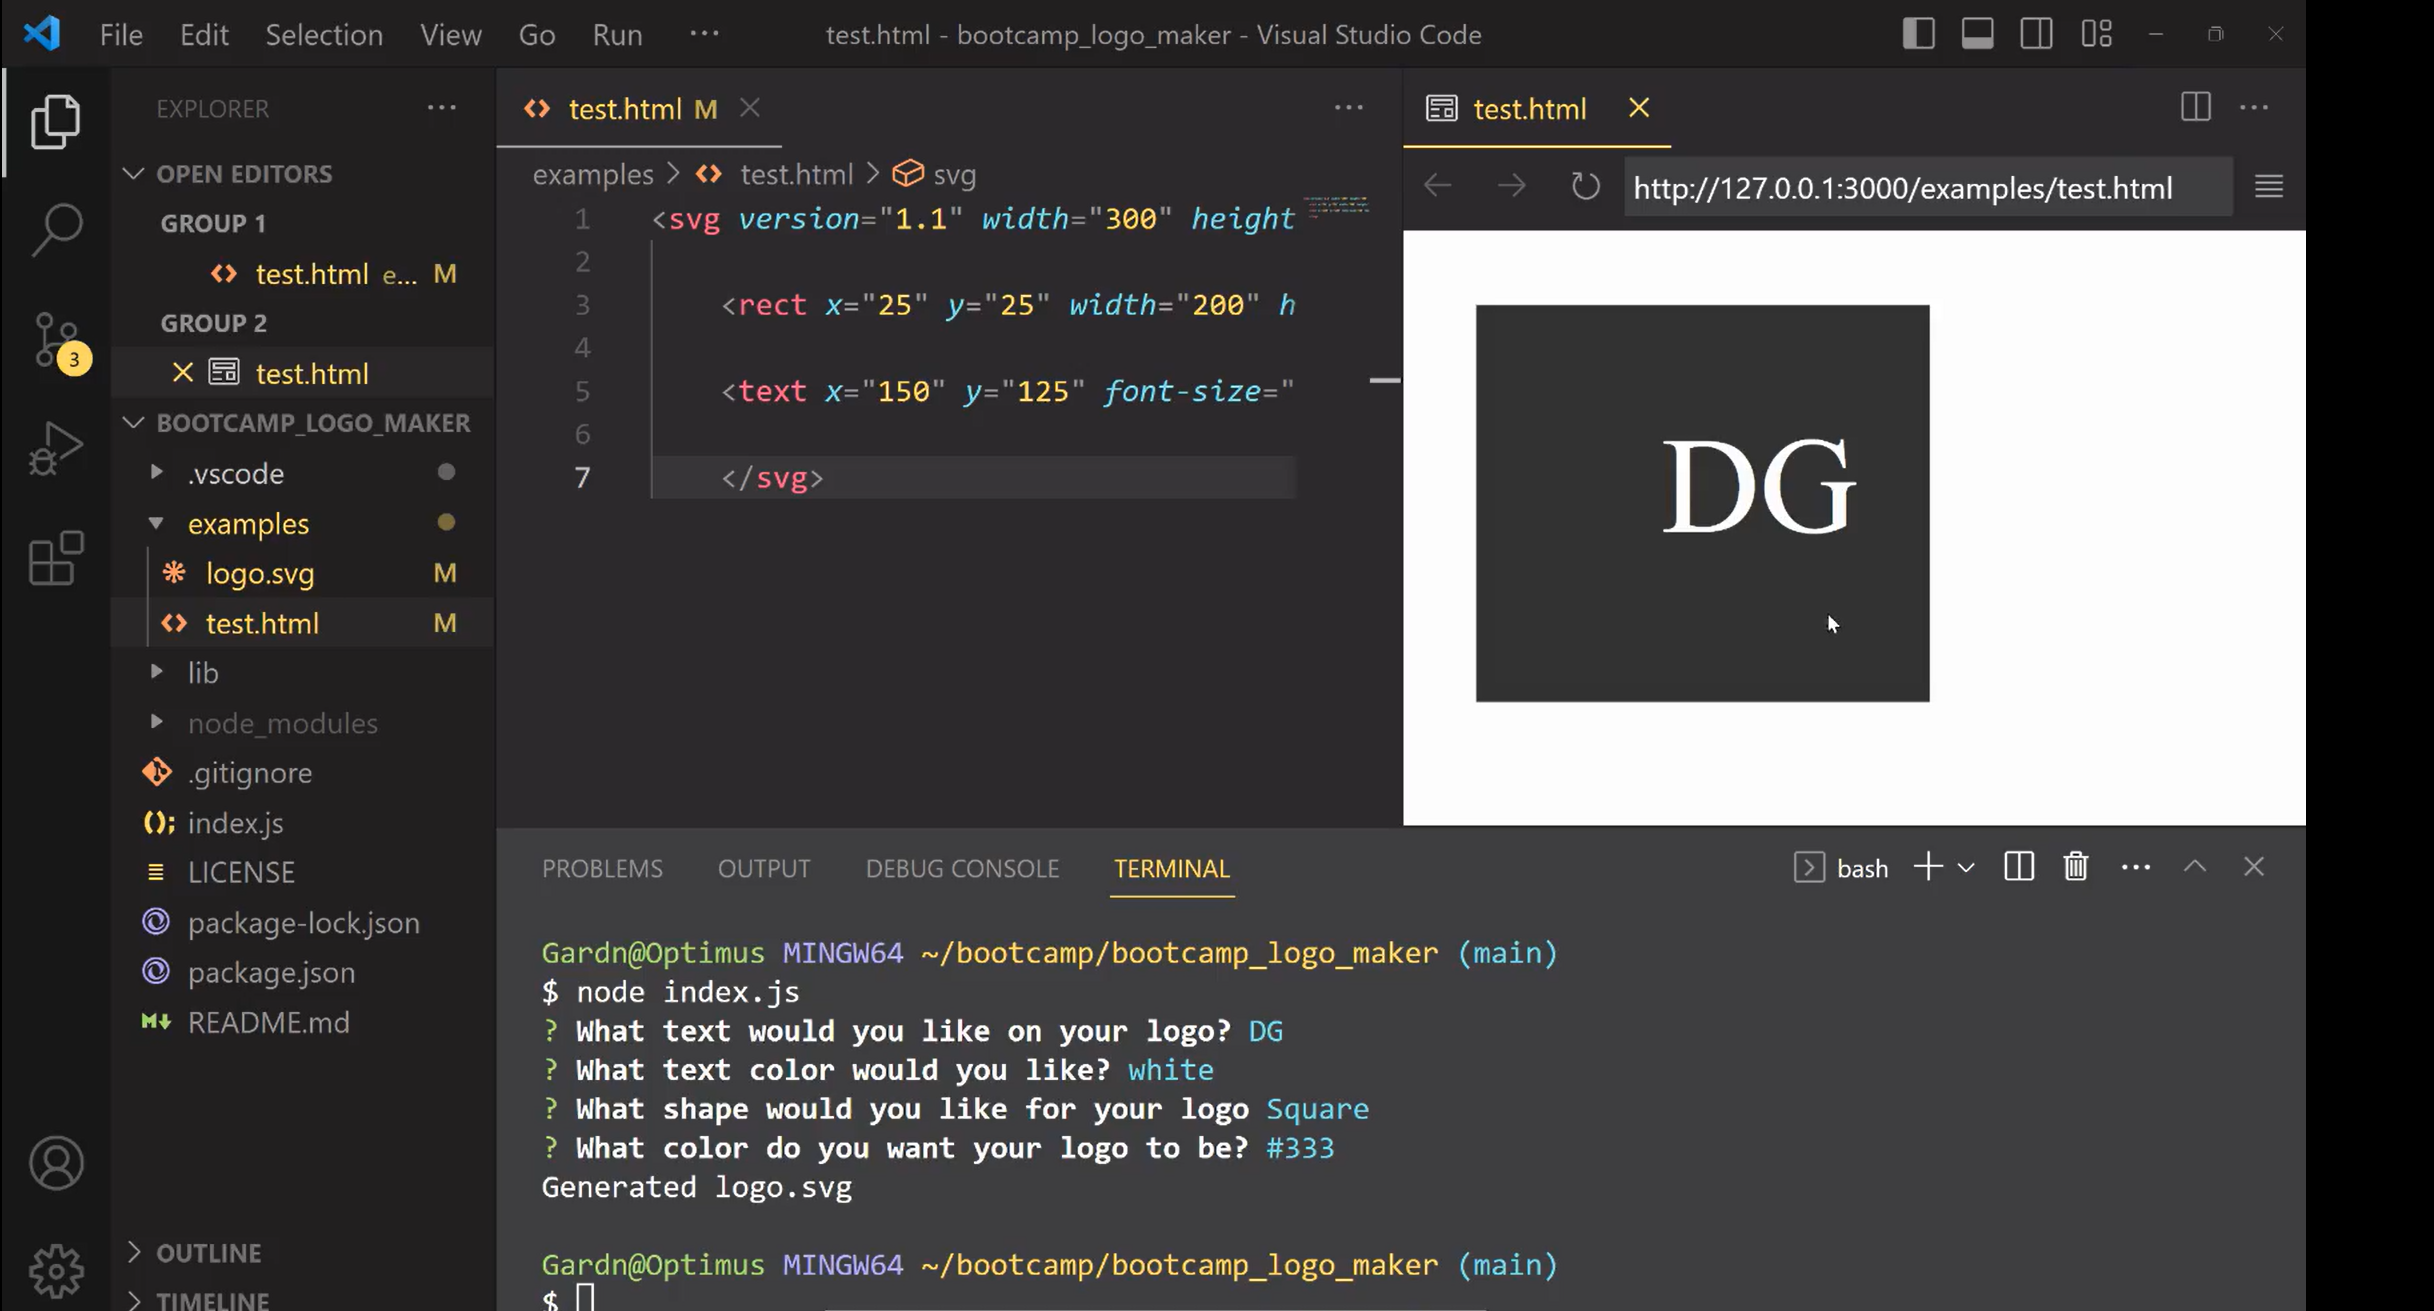 File Edit Selection View Go Run ··· test.html - bootcamp_logo_maker - Visual Studio Code
EXPLORER ···
OPEN EDITORS
GROUP 1
test.html e... M
GROUP 2
test.html
BOOTCAMP_LOGO_MAKER
.vscode
examples
logo.svg M
test.html M
lib
node_modules
.gitignore
index.js
LICENSE
package-lock.json
package.json
README.md
OUTLINE
TIMELINE
3
test.html M
examples > test.html > svg
1 <svg version="1.1" width="300" height
2
3 <rect x="25" y="25" width="200" h
4
5 <text x="150" y="125" font-size="
6
7 </svg>
test.html
http://127.0.0.1:3000/examples/test.html
DG
PROBLEMS OUTPUT DEBUG CONSOLE TERMINAL bash
Gardn@Optimus MINGW64 ~/bootcamp/bootcamp_logo_maker (main)
$ node index.js
? What text would you like on your logo? DG
? What text color would you like? white
? What shape would you like for your logo Square
? What color do you want your logo to be? #333
Generated logo.svg
Gardn@Optimus MINGW64 ~/bootcamp/bootcamp_logo_maker (main)
$